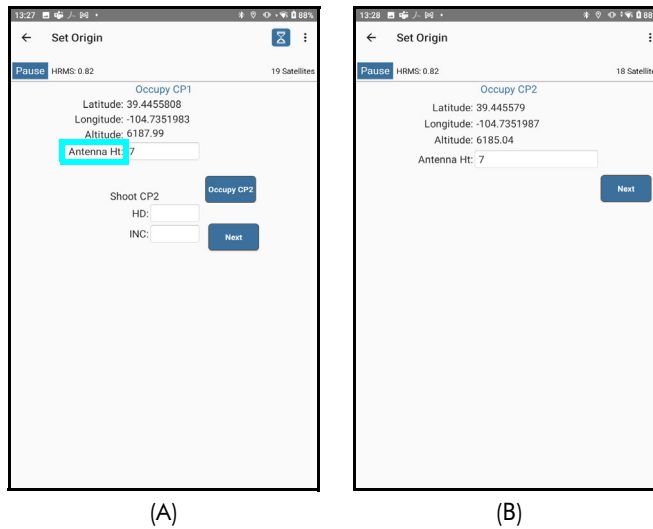 13:27 88%
Set Origin
Pause HRMS: 0.82 19 Satellites
Occupy CP1
Latitude: 39.4455808
Longitude: -104.7351983
Altitude: 6187.99
Antenna Ht: 7
Occupy CP2
Shoot CP2
HD:
INC:
Next
(A)
13:28 88
Set Origin
Pause HRMS: 0.82 18 Satellite
Occupy CP2
Latitude: 39.445579
Longitude: -104.7351987
Altitude: 6185.04
Antenna Ht: 7
Next
(B)